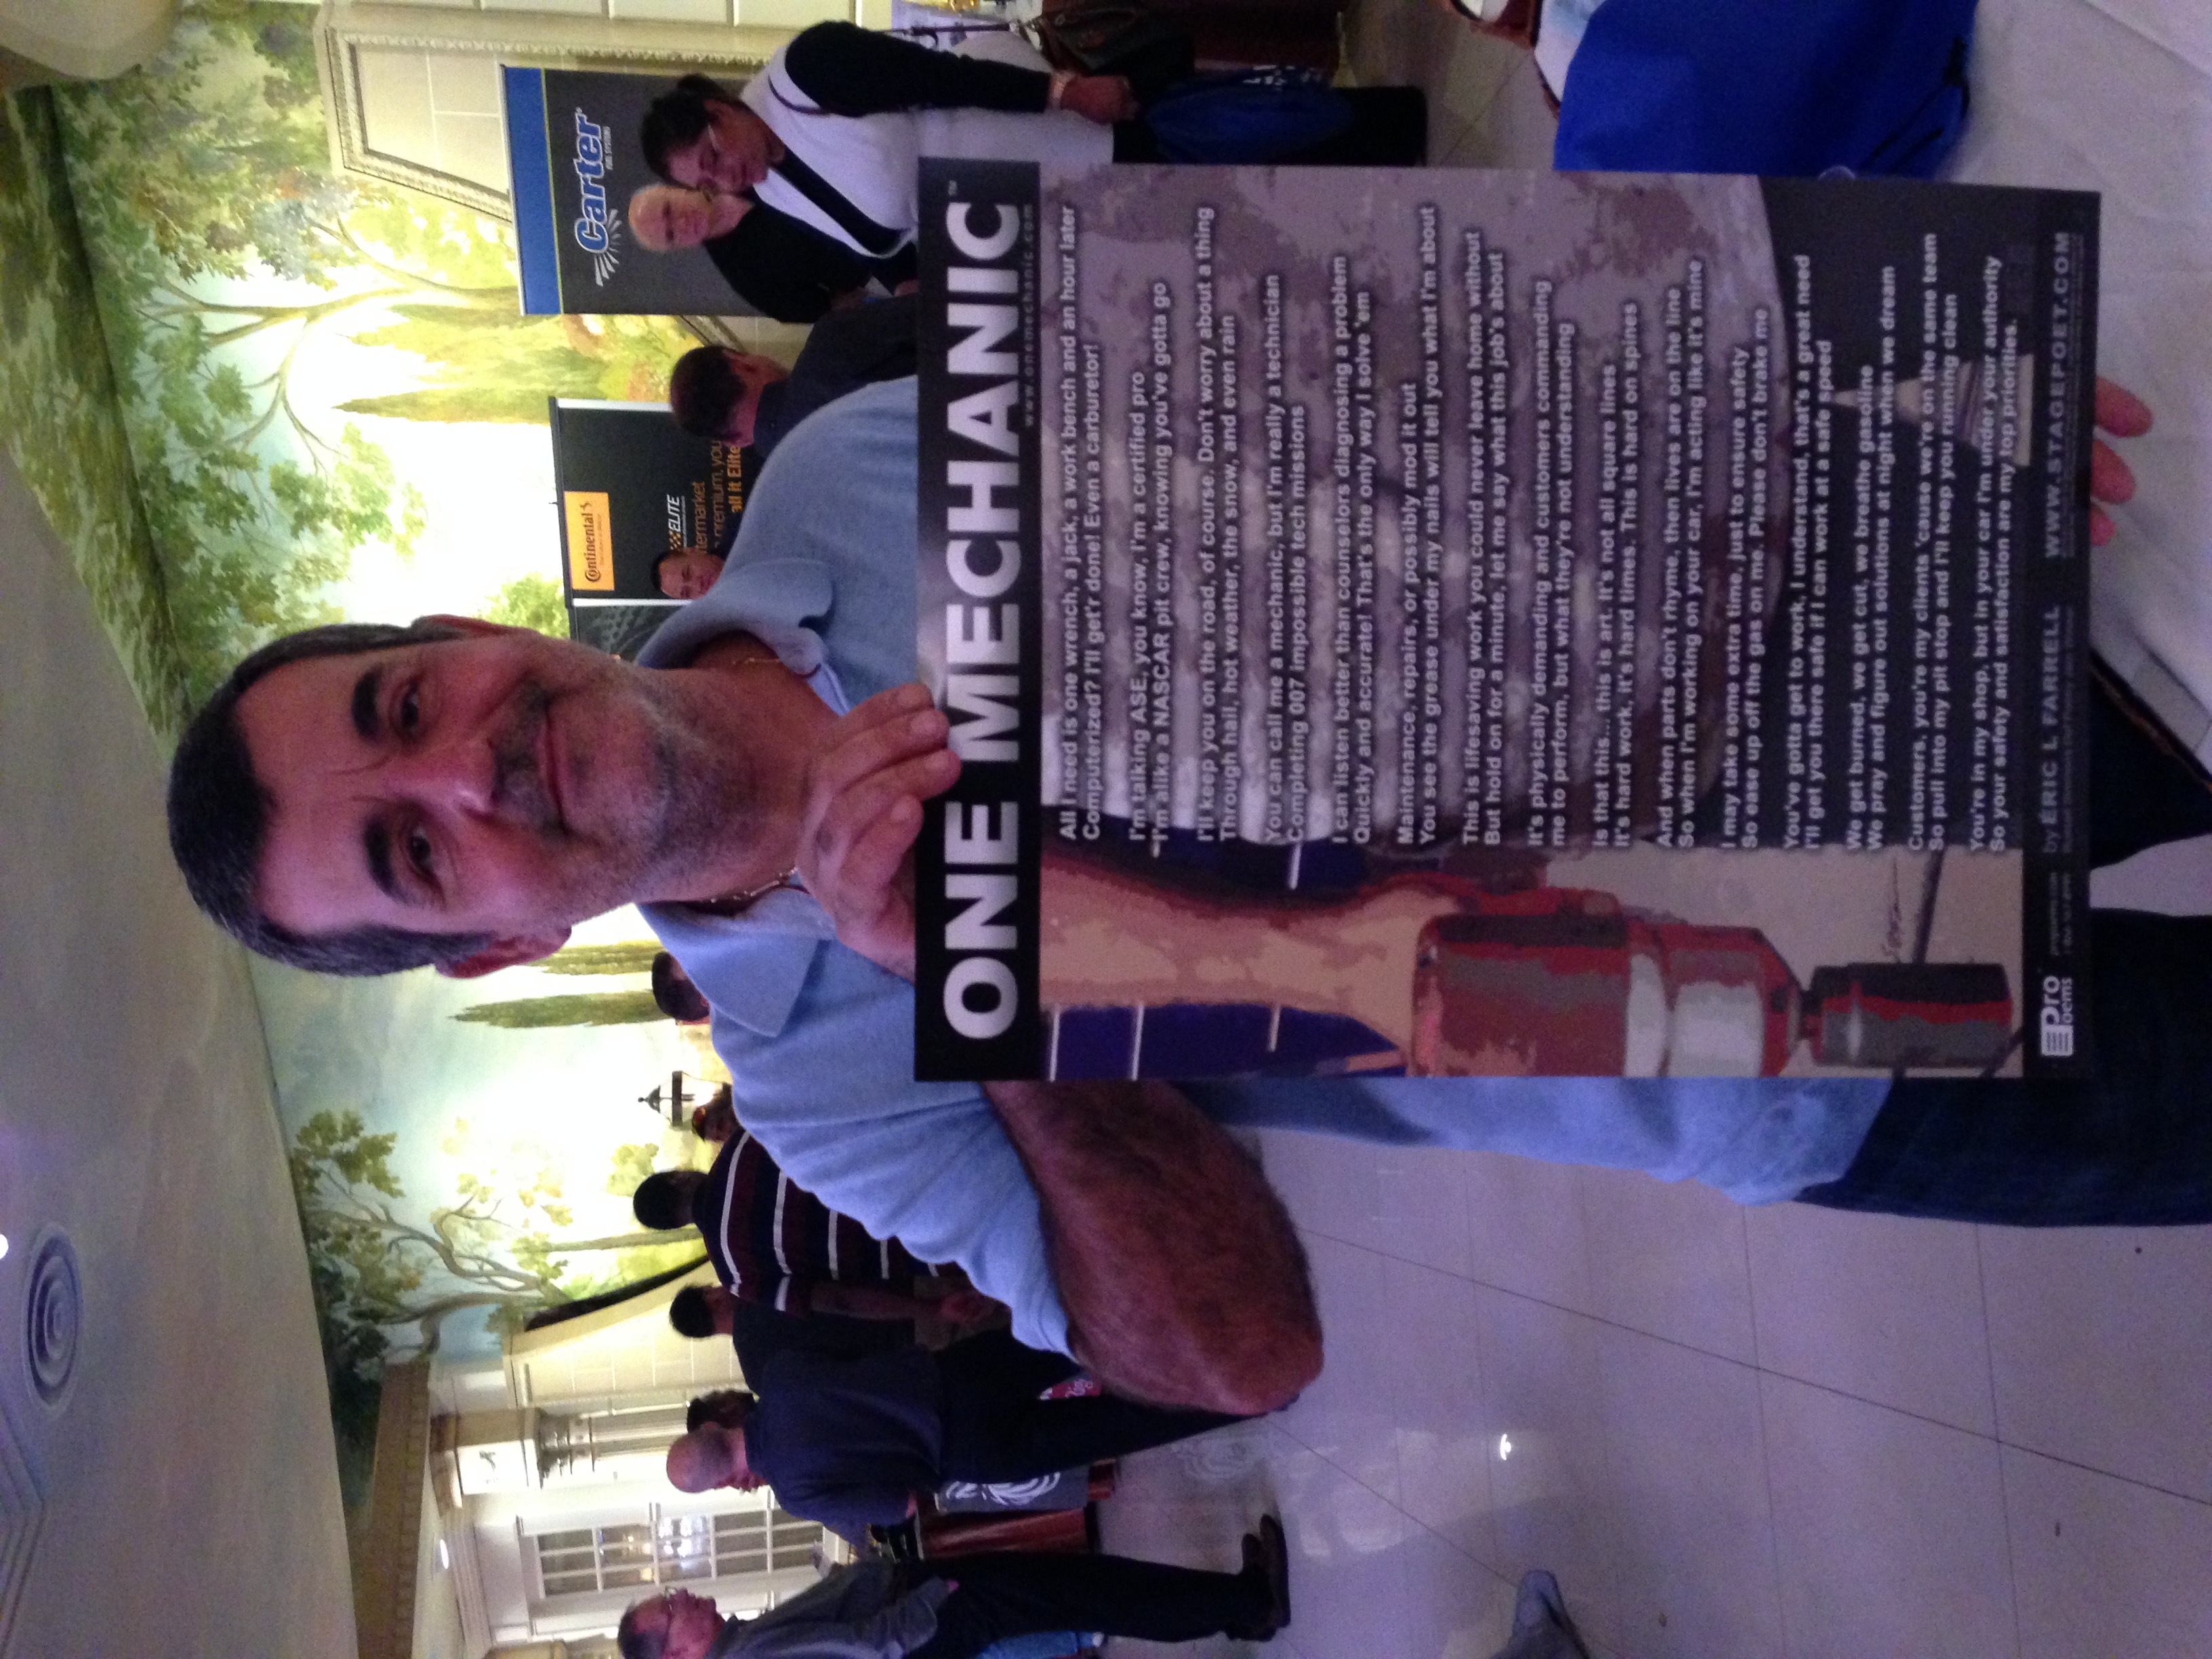 Carter
FUEL SYSTEMS
Continental
ELITE
termarket
premium, you
all it Elite
ONE MECHANIC™
www.onemechanic.com
All I need is one wrench, a jack, a work bench and an hour later
Computerized? I'll get'r done! Even a carburetor!
I'm talking ASE, you know, I'm a certified pro
I'm like a NASCAR pit crew, knowing you've gotta go
I'll keep you on the road, of course. Don't worry about a thing
Through hail, hot weather, the snow, and even rain
You can call me a mechanic, but I'm really a technician
Completing 007 impossible tech missions
I can listen better than counselors diagnosing a problem
Quickly and accurate! That's the only way I solve 'em
Maintenance, repairs, or possibly mod it out
You see the grease under my nails will tell you what I'm about
This is lifesaving work you could never leave home without
But hold on for a minute, let me say what this job's about
It's physically demanding and customers commanding
me to perform, but what they're not understanding
Is that this...this is art. It's not all square lines
It's hard work, it's hard times. This is hard on spines
And when parts don't rhyme, then lives are on the line
So when I'm working on your car, I'm acting like it's mine
I may take some extra time, just to ensure safety
So ease up off the gas on me. Please don't brake me
You've gotta get to work, I understand, that's a great need
I'll get you there safe if I can work at a safe speed
We get burned, we get cut, we breathe gasoline
We pray and figure out solutions at night when we dream
Customers, you're my clients 'cause we're on the same team
So pull into my pit stop and I'll keep you running clean
You're in my shop, but in your car I'm under your authority
So your safety and satisfaction are my top priorities.
Pro
oems
by ERIC L FARRELL
WWW.STAGEPOET.COM